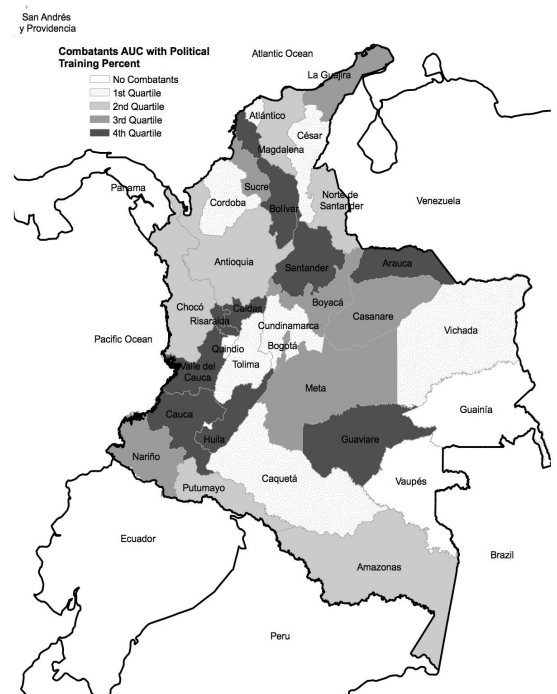 San Andrés
y Providencia
Combatants AUC with Political
Training Percent
No Combatants
1st Quartile
2nd Quartile
3rd Quartile
4th Quartile
Atlantic Ocean
La Guajira
Atlántico
César
Magdalena
Panama
Sucrel
Cordoba
Bolívar
Norte de
Santander
Venezuela
Antioquia
Santander
Arauca
Chocó
Caldas
Risaralda
Boyacá
Casanare
Cundinamarca
Vichada
Pacific Ocean
Quindio
Bogotá
Tolima
Valle del
Cauca
Meta
Guainía
Cauca
Huila
Guaviare
Nariño
Caquetá
Vaupés
Putumayo
Ecuador
Brazil
Amazonas
Peru